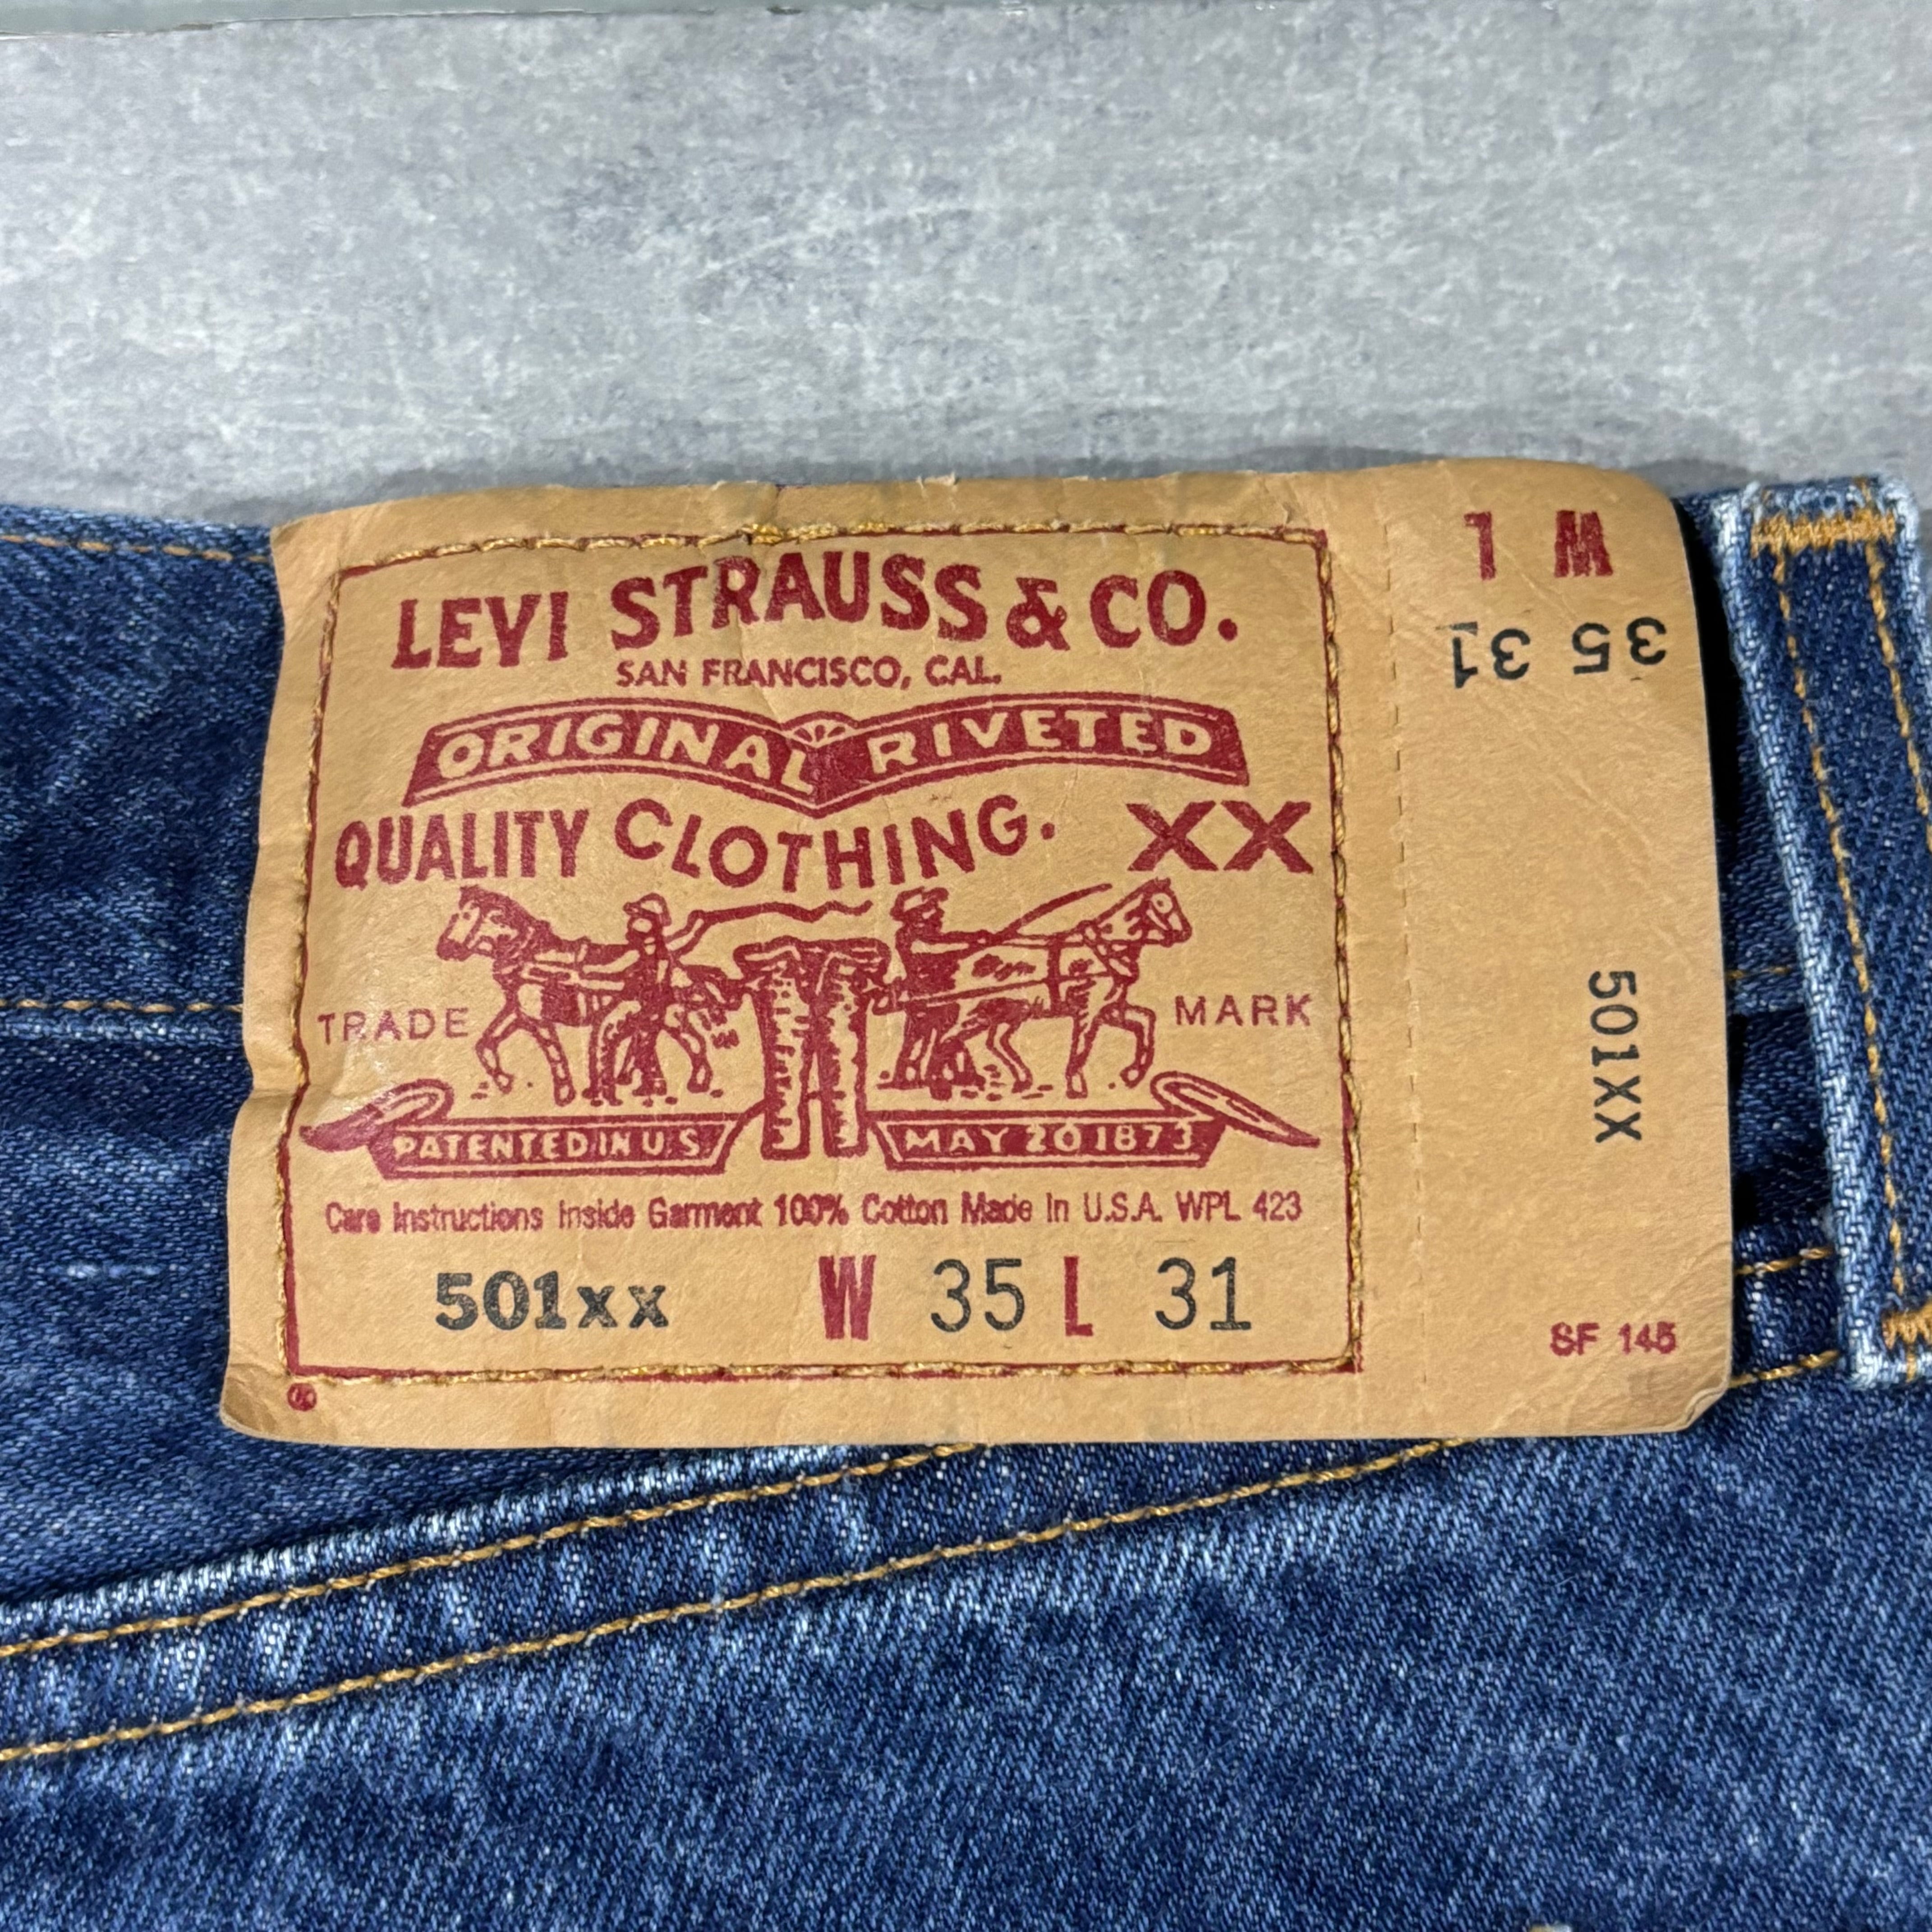 LEVI STRAUSS & CO.
SAN FRANCISCO, CAL.
ORIGINAL RIVETED
QUALITY CLOTHING. XX
TRADE MARK
PATENTED IN U.S. MAY 20 1873
Care Instructions Inside Garment 100% Cotton Made In U.S.A. WPL 423
501xx W 35 L 31
®
W L
35 31
501XX
SF 145